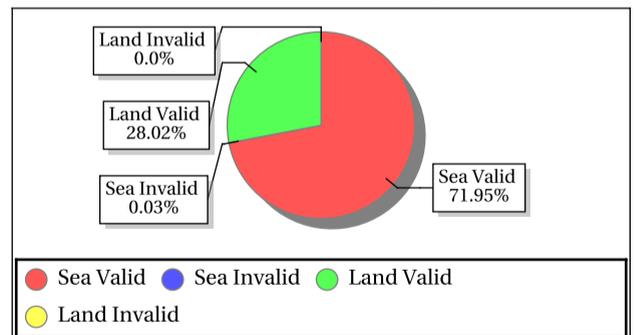 Land Invalid
0.0%
Land Valid
28.02%
Sea Invalid
0.03%
Sea Valid
71.95%
Sea Valid Sea Invalid Land Valid
Land Invalid